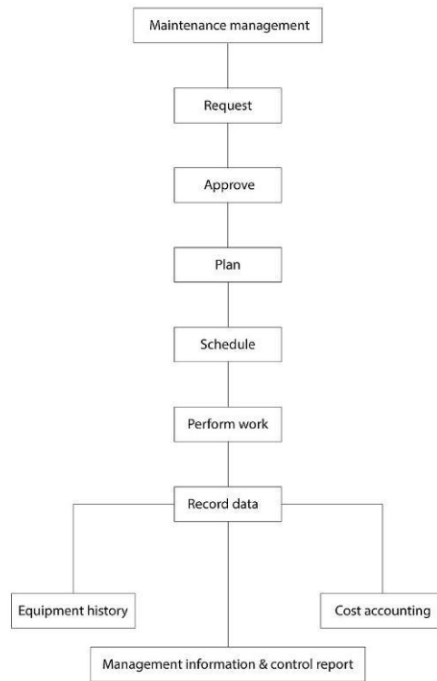 Maintenance management
Request
Approve
Plan
Schedule
Perform work
Record data
Equipment history
Cost accounting
Management information & control report